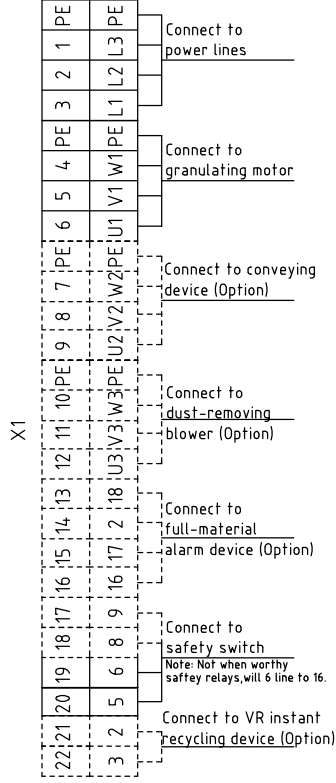 X1
PE PE
1 L3
2 L2
3 L1
Connect to
power lines
PE PE
4 W1
5 V1
6 U1
Connect to
granulating motor
PE PE
7 W2
8 V2
9 U2
Connect to conveying
device (Option)
PE PE
10 W3
11 V3
12 U3
Connect to
dust-removing
blower (Option)
13 18
14 2
15 17
16 16
Connect to
full-material
alarm device (Option)
17 9
18 8
19 6
20 5
Connect to
safety switch
Note: Not when worthy
saftey relays,will 6 line to 16.
21 2
22 3
Connect to VR instant
recycling device (Option)